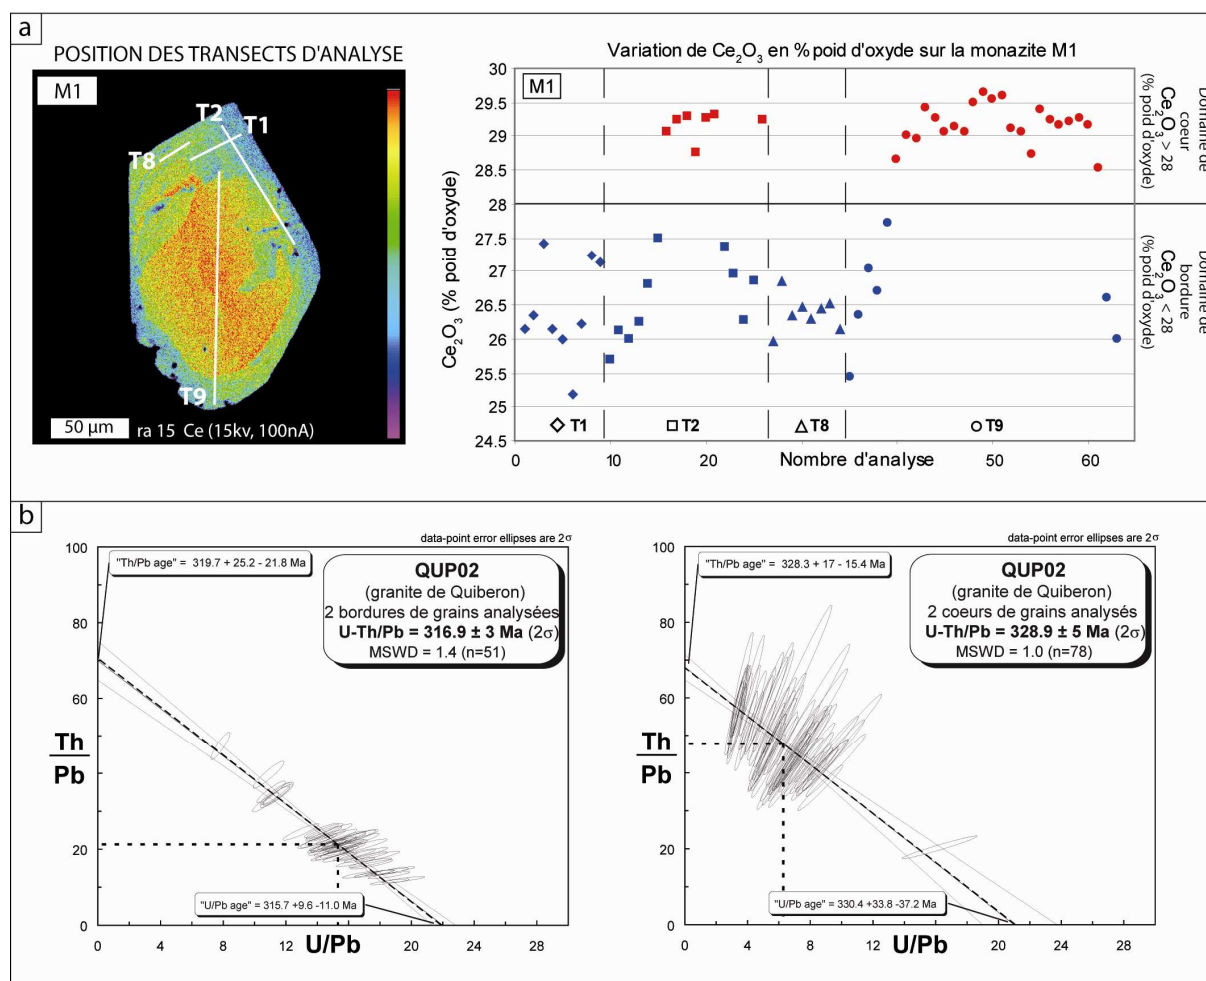 a
POSITION DES TRANSECTS D'ANALYSE
M1
T2
T1
T8
T9
50 µm
ra 15 Ce (15kv, 100nA)
Variation de Ce2O3 en % poid d'oxyde sur la monazite M1
M1
Ce2O3 (% poid d'oxyde)
30
29.5
29
28.5
28
27.5
27
26.5
26
25.5
25
24.5
T1
T2
T8
T9
0
10
20
Nombre d'analyse
50
60
Domaine de
coeur
Ce2O3 > 28
(% poid d'oxyde)
Domaine de
bordure
Ce2O3 < 28
(% poid d'oxyde)
b
data-point error ellipses are 2σ
100
80
60
40
20
0
Th
Pb
"Th/Pb age" = 319.7 + 25.2 - 21.8 Ma
QUP02
(granite de Quiberon)
2 bordures de grains analysées
U-Th/Pb = 316.9 ± 3 Ma (2σ)
MSWD = 1.4 (n=51)
"U/Pb age" = 315.7 +9.6 -11.0 Ma
0 4 8 12 16 20 24 28
U/Pb
data-point error ellipses are 2σ
100
80
60
40
20
0
Th
Pb
"Th/Pb age" = 328.3 + 17 - 15.4 Ma
QUP02
(granite de Quiberon)
2 coeurs de grains analysés
U-Th/Pb = 328.9 ± 5 Ma (2σ)
MSWD = 1.0 (n=78)
"U/Pb age" = 330.4 +33.8 -37.2 Ma
0 4 8 12 16 20 24 28
U/Pb